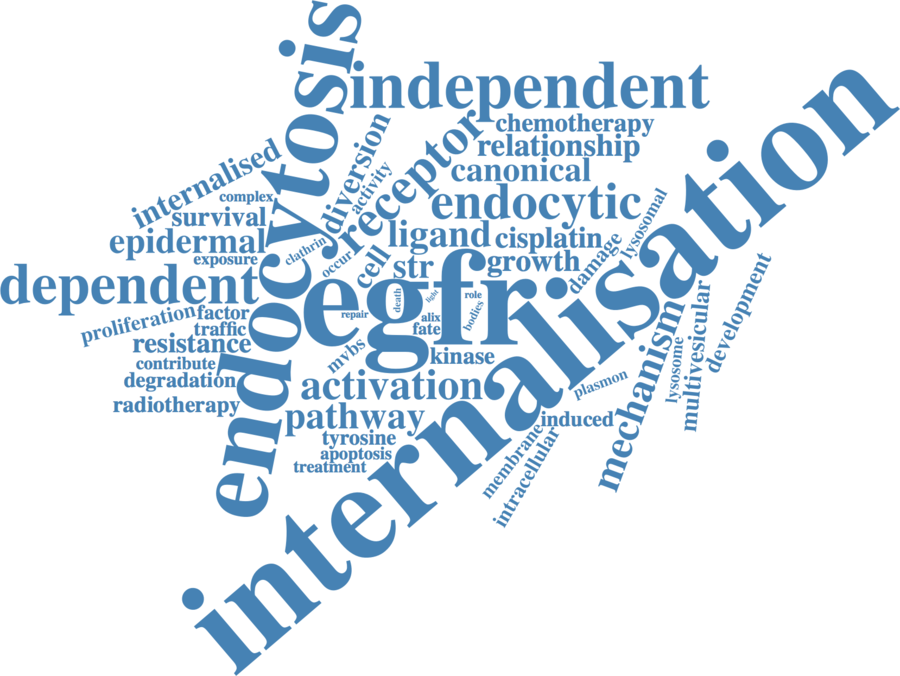 endocytosis
independent
internalisation
chemotherapy
relationship
canonical
receptor
diversion
activity
internalised
complex
survival
epidermal
exposure
clathrin
occur
cell
endocytic
ligand
cisplatin
lysosomal
damage
growth
str
egfr
dependent
death
light
role
bodies
repair
alix
fate
proliferation
factor
traffic
resistance
mvbs
kinase
contribute
degradation
radiotherapy
activation
pathway
tyrosine
apoptosis
treatment
plasmon
induced
membrane
intracellular
mechanism
lysosome
multivesicular
development